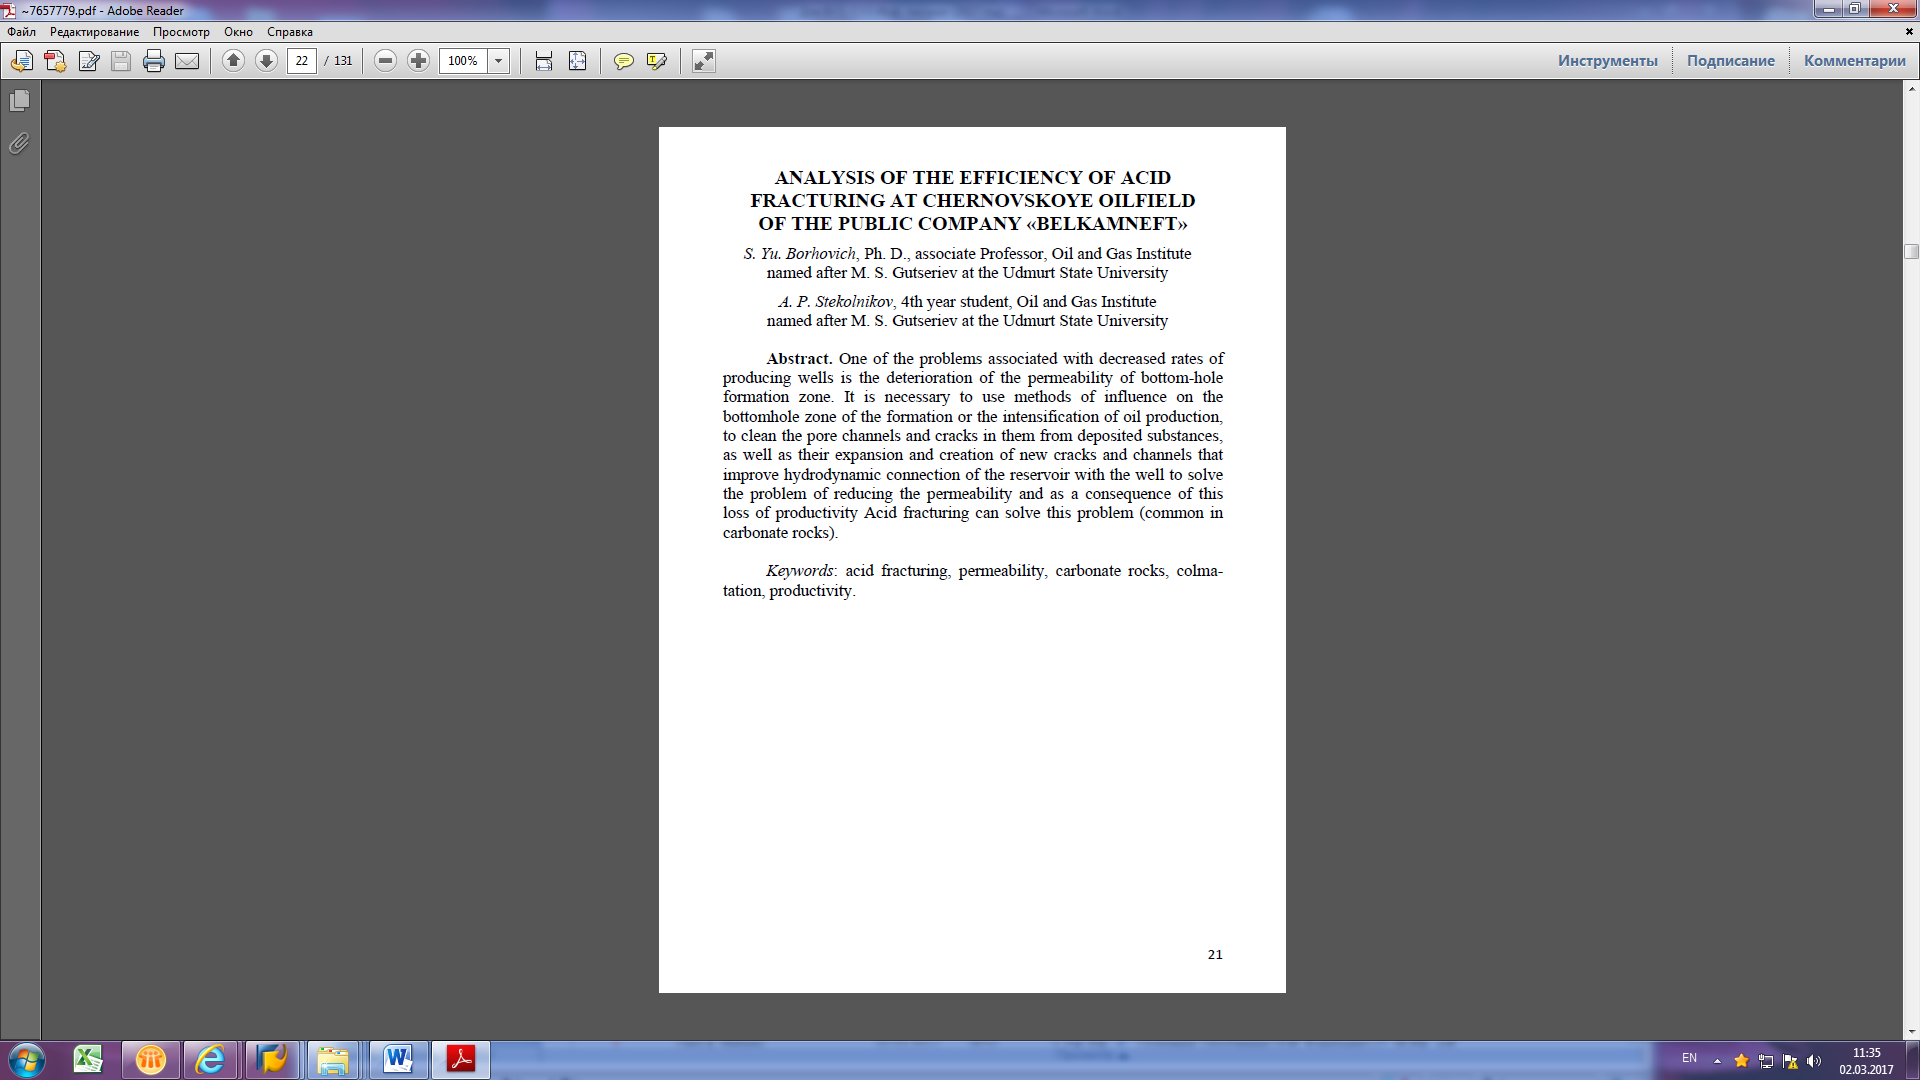 ~7657779.pdf - Adobe Reader
Файл Редактирование Просмотр Окно Справка
22 / 131 100% Инструменты Подписание Комментарии
ANALYSIS OF THE EFFICIENCY OF ACID
FRACTURING AT CHERNOVSKOYE OILFIELD
OF THE PUBLIC COMPANY «BELKAMNEFT»
S. Yu. Borhovich, Ph. D., associate Professor, Oil and Gas Institute
named after M. S. Gutseriev at the Udmurt State University
A. P. Stekolnikov, 4th year student, Oil and Gas Institute
named after M. S. Gutseriev at the Udmurt State University
Abstract. One of the problems associated with decreased rates of
producing wells is the deterioration of the permeability of bottom-hole
formation zone. It is necessary to use methods of influence on the
bottomhole zone of the formation or the intensification of oil production,
to clean the pore channels and cracks in them from deposited substances,
as well as their expansion and creation of new cracks and channels that
improve hydrodynamic connection of the reservoir with the well to solve
the problem of reducing the permeability and as a consequence of this
loss of productivity Acid fracturing can solve this problem (common in
carbonate rocks).
Keywords: acid fracturing, permeability, carbonate rocks, colma-
tation, productivity.
21
EN 11:35
02.03.2017